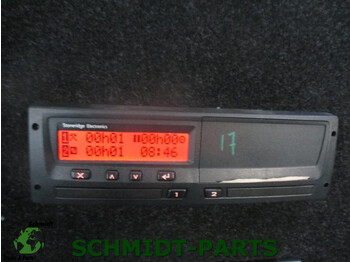 Stoneridge Electronics
1 00h01 00h00
2 00h01 08:46
17
1 2
SCHMIDT-PARTS